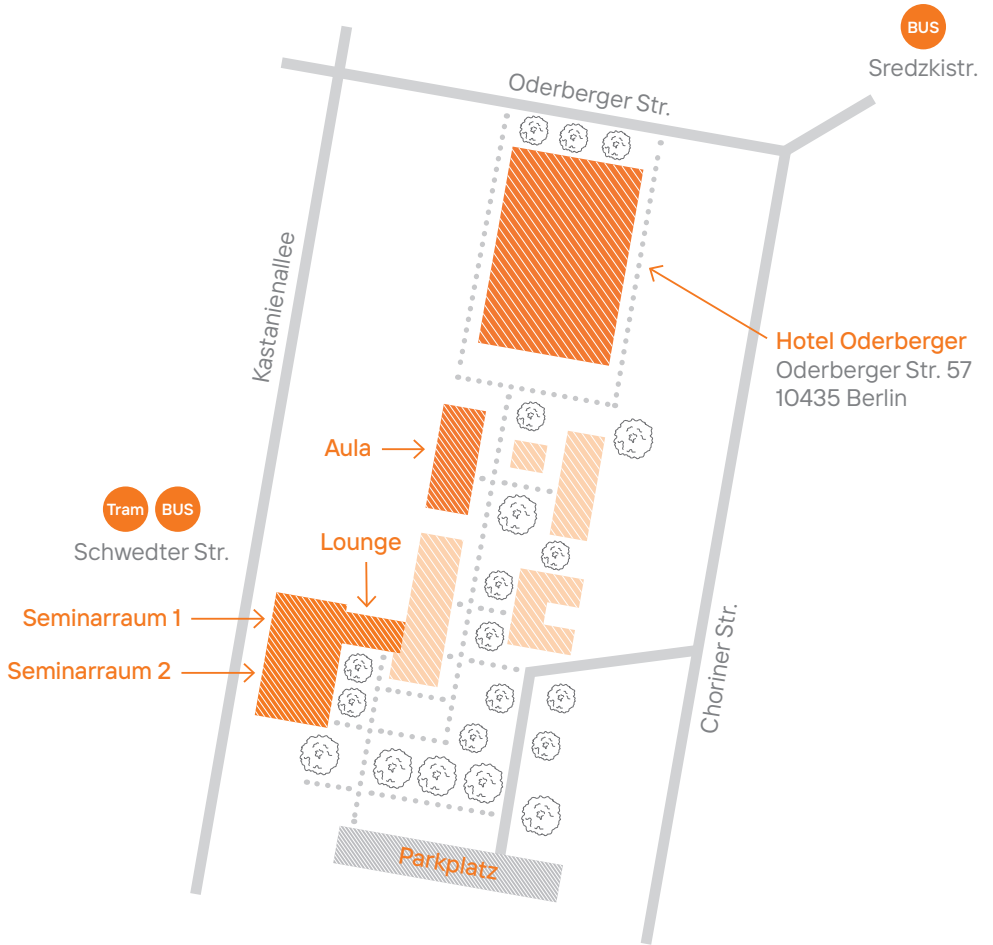 BUS
Sredzkistr.
Oderberger Str.
Kastanienallee
Hotel Oderberger
Oderberger Str. 57
10435 Berlin
Aula
Tram
BUS
Schwedter Str.
Lounge
Seminarraum 1
Seminarraum 2
Choriner Str.
Parkplatz